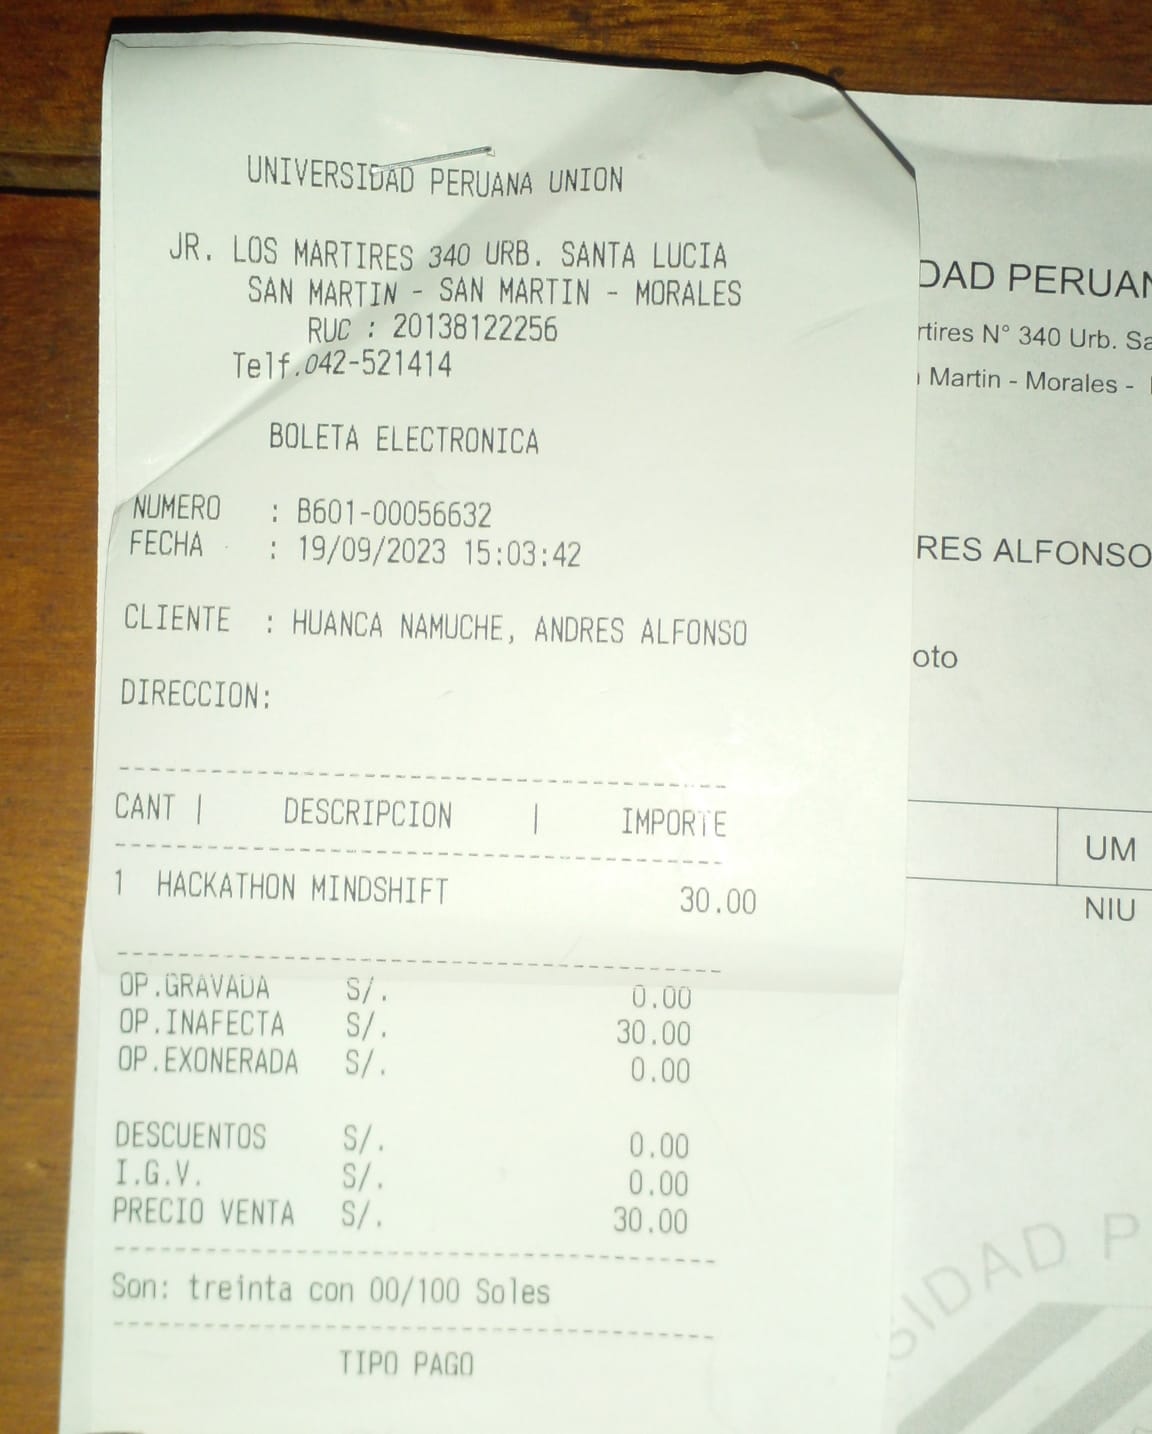 UNIVERSIDAD PERUANA UNION
JR. LOS MARTIRES 340 URB. SANTA LUCIA
SAN MARTIN - SAN MARTIN - MORALES
RUC : 20138122256
Telf.042-521414
BOLETA ELECTRONICA
NUMERO : B601-00056632
FECHA : 19/09/2023 15:03:42
CLIENTE : HUANCA NAMUCHE, ANDRES ALFONSO
DIRECCION:
CANT | DESCRIPCION | IMPORTE
1 HACKATHON MINDSHIFT 30.00
OP.GRAVADA S/. 0.00
OP.INAFECTA S/. 30.00
OP.EXONERADA S/. 0.00
DESCUENTOS S/. 0.00
I.G.V. S/. 0.00
PRECIO VENTA S/. 30.00
Son: treinta con 00/100 Soles
TIPO PAGO
DAD PERUAN
rtires N° 340 Urb. Sa
Martin - Morales -
RES ALFONSO
oto
UM
NIU
SIDAD P